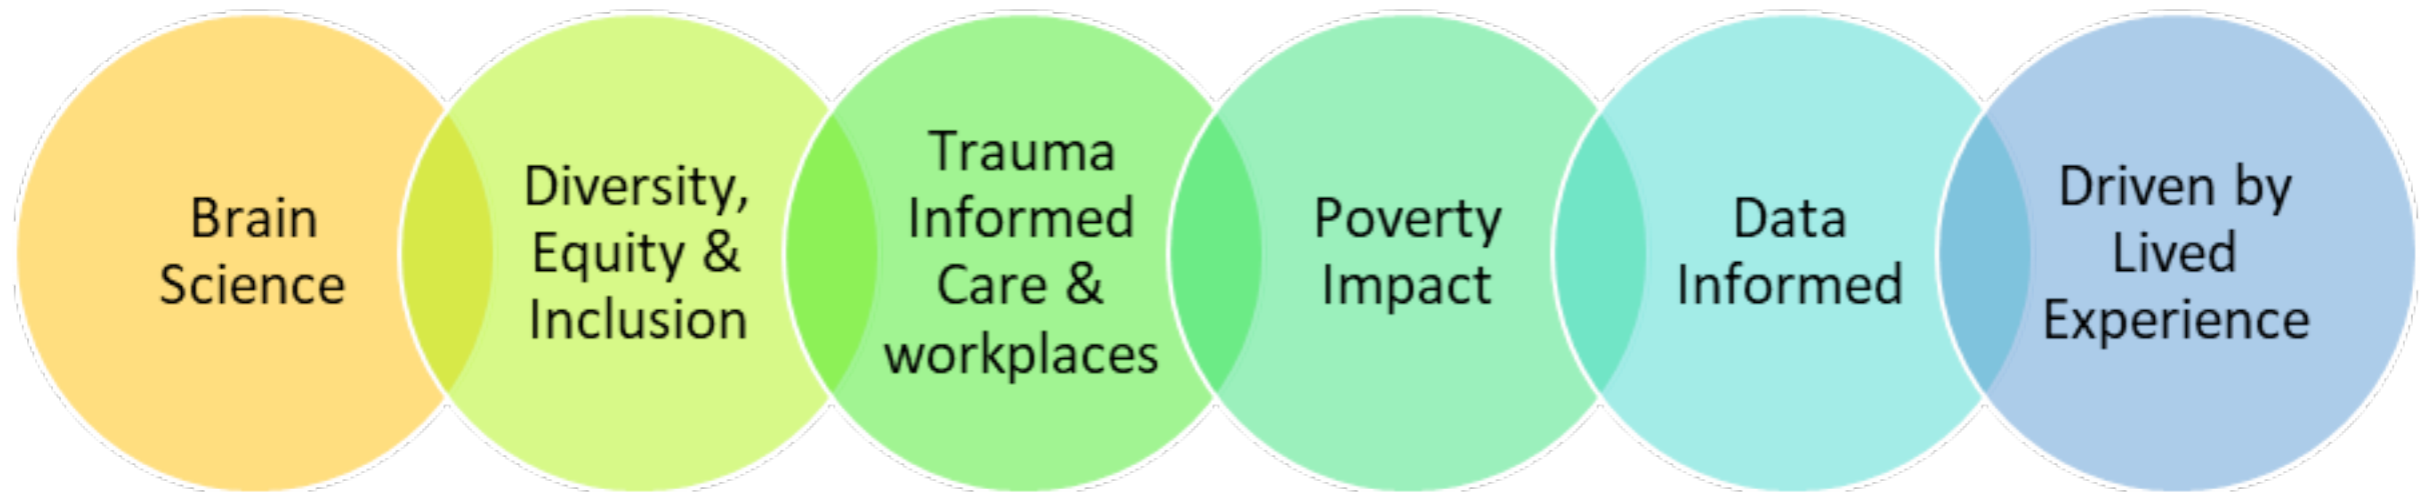 Brain
Science
Diversity,
Equity &
Inclusion
Trauma
Informed
Care &
workplaces
Poverty
Impact
Data
Informed
Driven by
Lived
Experience